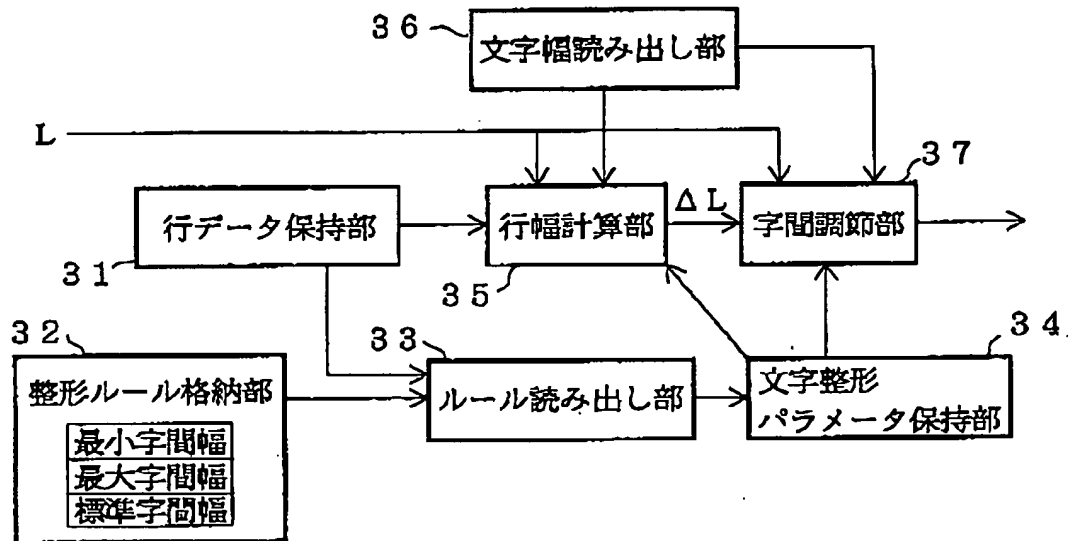 ３６
文字幅読み出し部
L
３７
行データ保持部
行幅計算部
ΔL
字間調節部
３１
３５
３２
３３
３４
整形ルール格納部
最小字間幅
最大字間幅
標準字間幅
ルール読み出し部
文字整形
パラメータ保持部